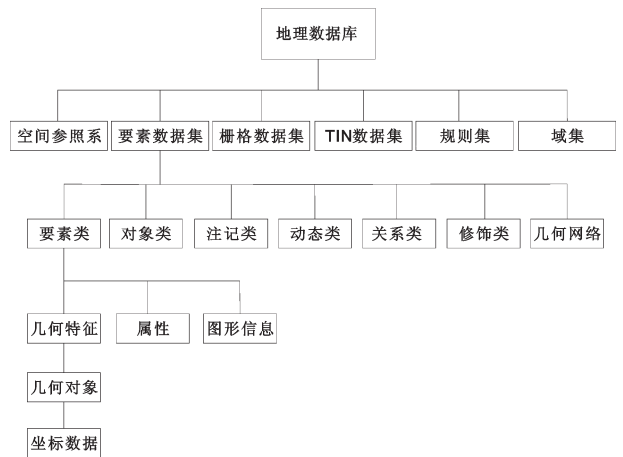 地理数据库
空间参照系
要素数据集
栅格数据集
TIN数据集
规则集
域集
要素类
对象类
注记类
动态类
关系类
修饰类
几何网络
几何特征
属性
图形信息
几何对象
坐标数据